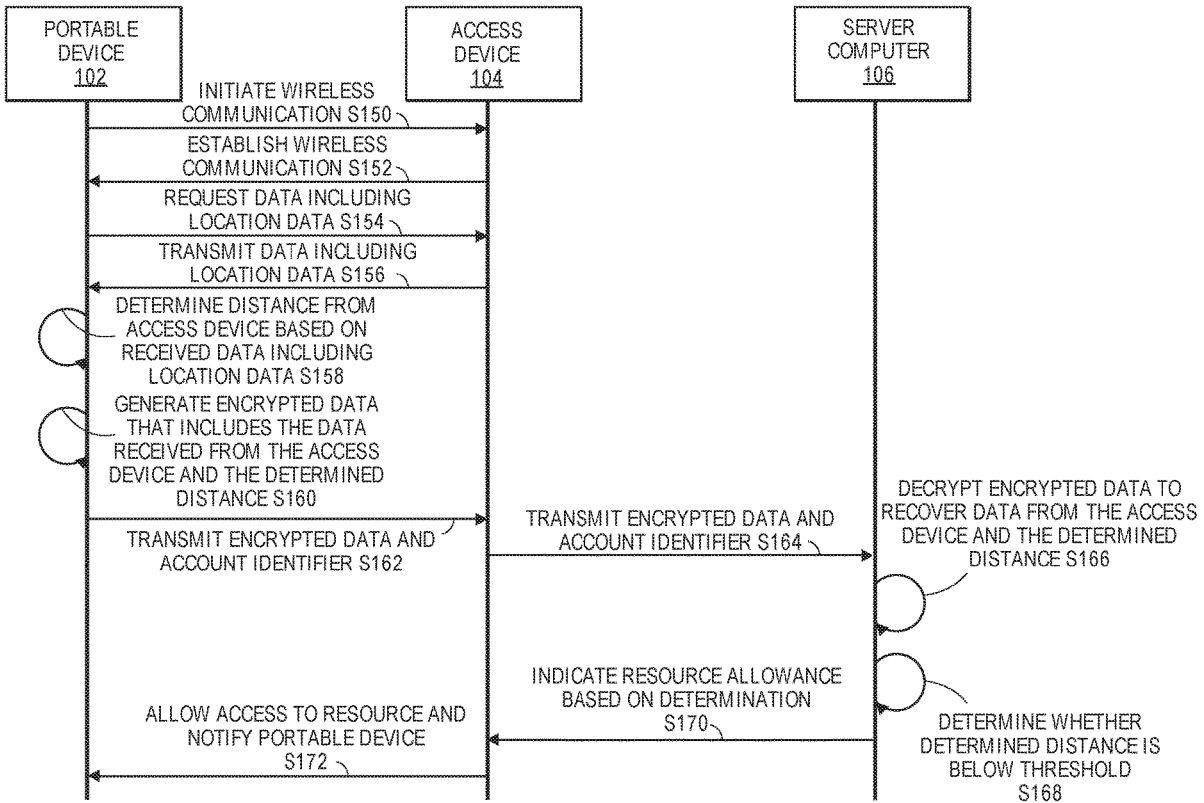 PORTABLE
DEVICE
102
ACCESS
DEVICE
104
SERVER
COMPUTER
106
INITIATE WIRELESS
COMMUNICATION S150
ESTABLISH WIRELESS
COMMUNICATION S152
REQUEST DATA INCLUDING
LOCATION DATA S154
TRANSMIT DATA INCLUDING
LOCATION DATA S156
DETERMINE DISTANCE FROM
ACCESS DEVICE BASED ON
RECEIVED DATA INCLUDING
LOCATION DATA S158
GENERATE ENCRYPTED DATA
THAT INCLUDES THE DATA
RECEIVED FROM THE ACCESS
DEVICE AND THE DETERMINED
DISTANCE S160
TRANSMIT ENCRYPTED DATA AND
ACCOUNT IDENTIFIER S162
TRANSMIT ENCRYPTED DATA AND
ACCOUNT IDENTIFIER S164
DECRYPT ENCRYPTED DATA TO
RECOVER DATA FROM THE ACCESS
DEVICE AND THE DETERMINED
DISTANCE S166
DETERMINE WHETHER
DETERMINED DISTANCE IS
BELOW THRESHOLD
S168
INDICATE RESOURCE ALLOWANCE
BASED ON DETERMINATION
S170
ALLOW ACCESS TO RESOURCE AND
NOTIFY PORTABLE DEVICE
S172